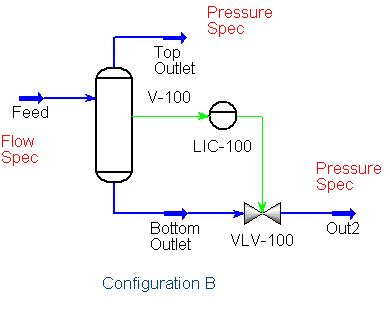 Pressure
Spec
Top
Outlet
V-100
Feed
Flow
Spec
LIC-100
Pressure
Spec
Bottom
Outlet
VLV-100
Out2
Configuration B